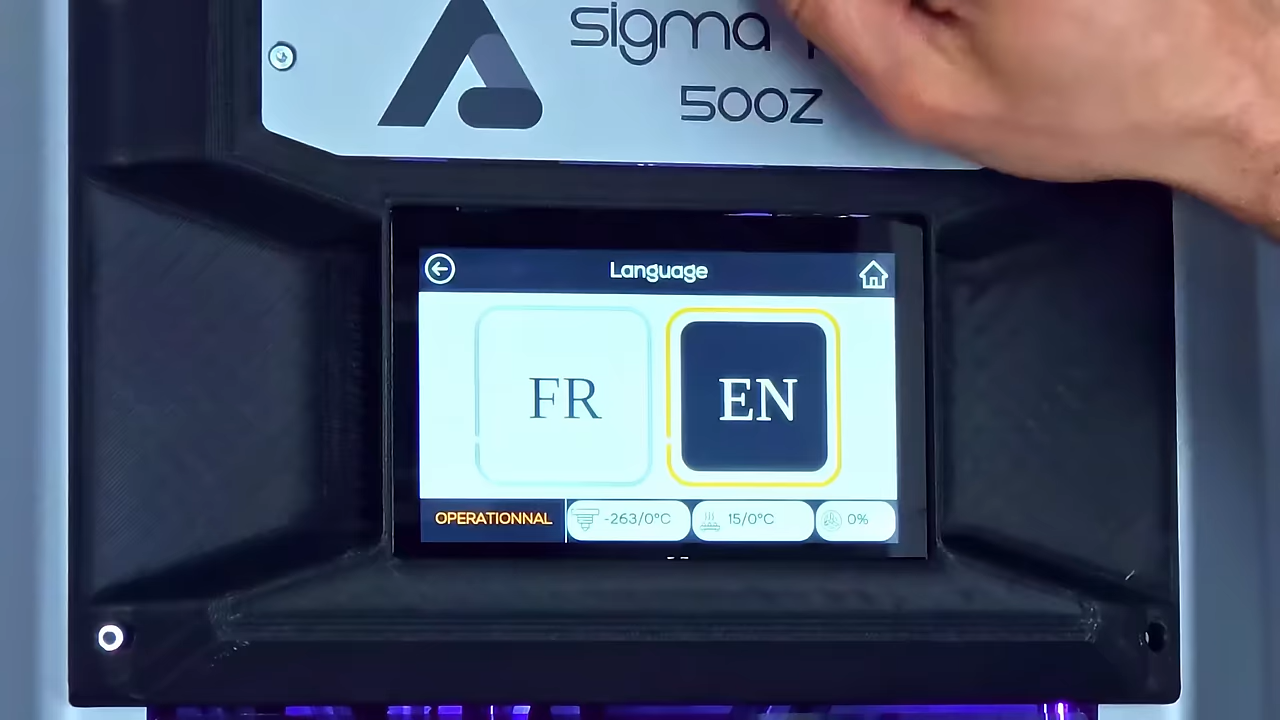 sigma
500Z
Language
FR
EN
OPERATIONNAL
-263/0°C
15/0°C
0%